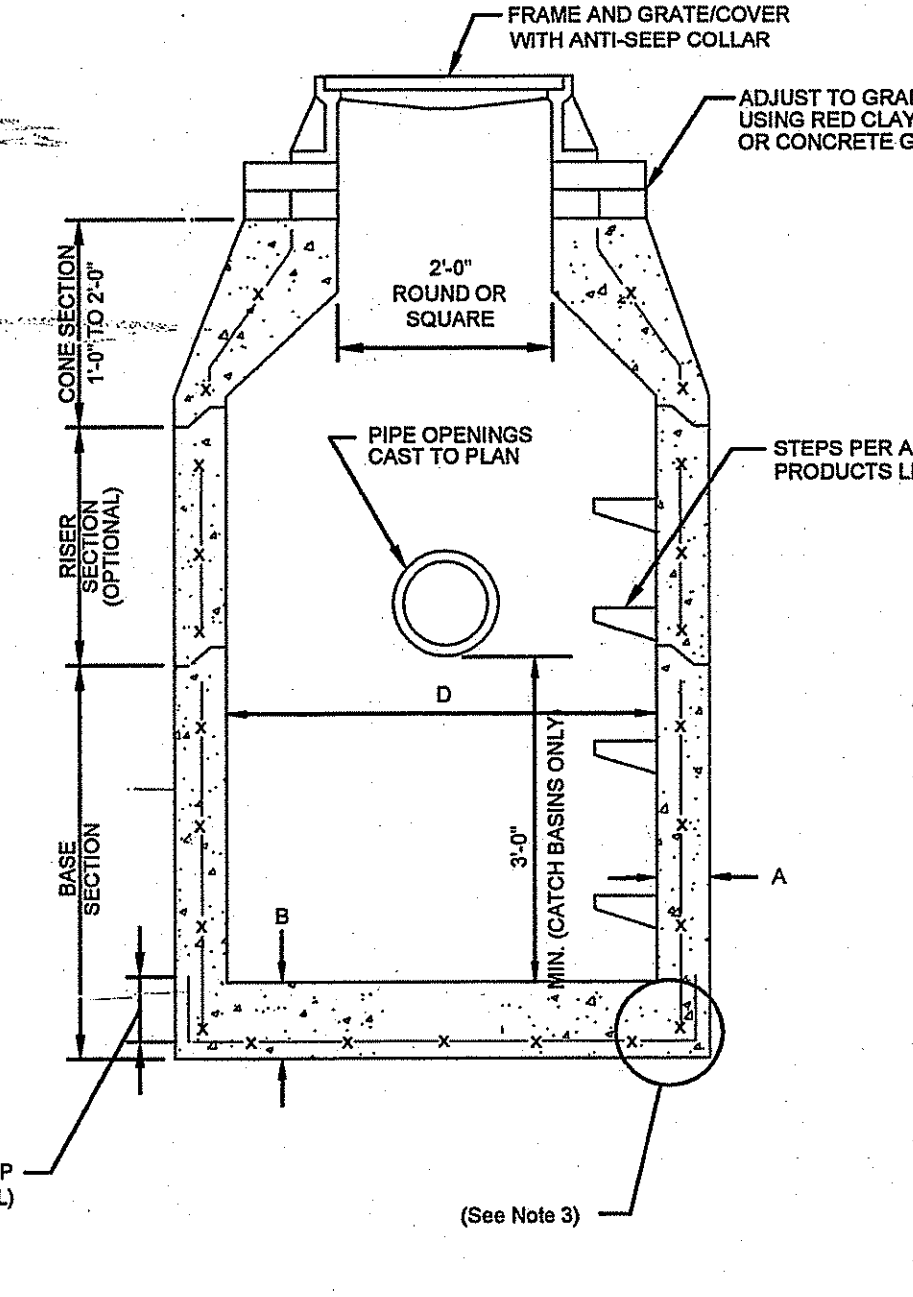 FRAME AND GRATE/COVER
WITH ANTI-SEEP COLLAR
ADJUST TO
USING RED CLAY
OR CONCRETE
CONE SECTION
1'-0" TO 2'-0"
2'-0"
ROUND OR
SQUARE
PIPE OPENINGS
CAST TO PLAN
STEPS PER
PRODUCTS
RISER
SECTION
(OPTIONAL)
D
BASE
SECTION
3'-0"
MIN. (CATCH BASINS ONLY
A
B
(See Note 3)